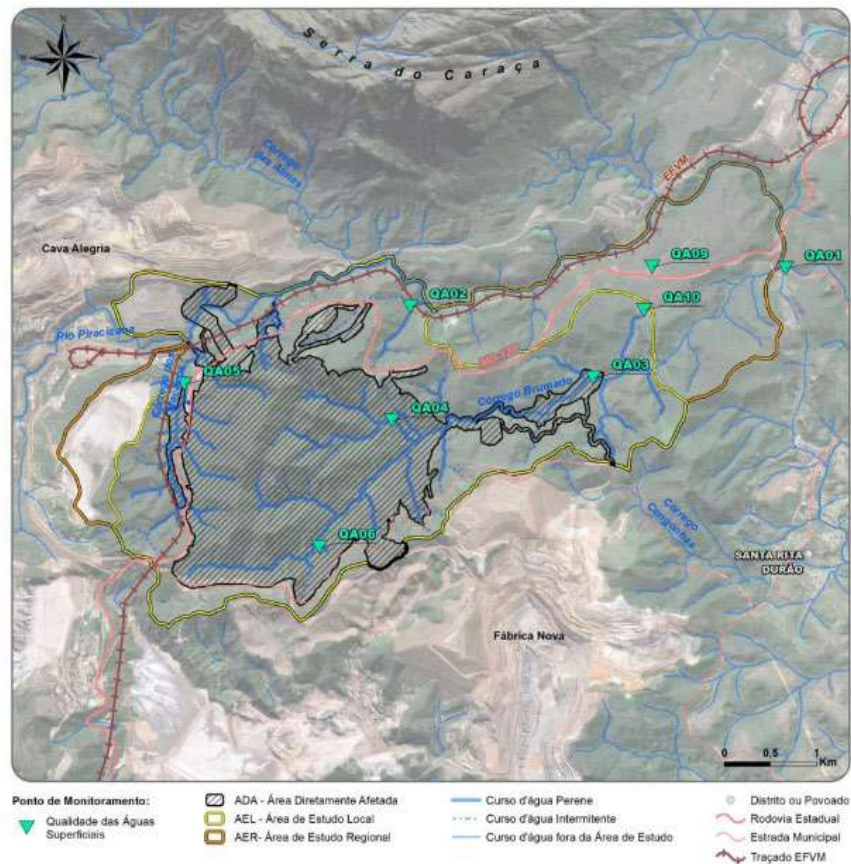 N
Serra do Caraça
Córrego das Almas
EFVM
Cava Alegria
QA09
QA01
QA02
QA10
Rio Piracicaba
QA03
QA05
Córrego Brumado
QA04
QA06
Córrego Congonhas
SANTA RITA
DURÃO
Fábrica Nova
0 0.5 1
Km
Ponto de Monitoramento:
Qualidade das Águas
Superficiais
ADA - Área Diretamente Afetada
AEL - Área de Estudo Local
AER- Área de Estudo Regional
Curso d'água Perene
Curso d'água Intermitente
Curso d'água fora da Área de Estudo
Distrito ou Povoado
Rodovia Estadual
Estrada Municipal
Traçado EFVM